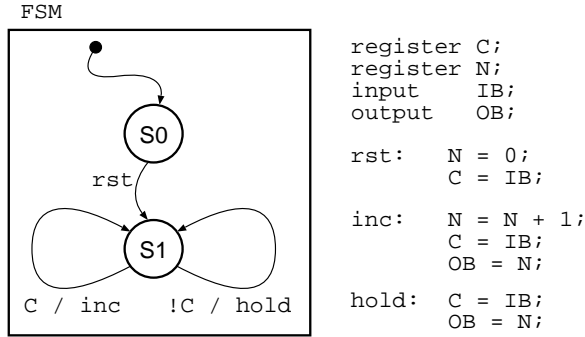 FSM
S0
rst
S1
C / inc
!C / hold
register C;
register N;
input IB;
output OB;
rst: N = 0;
C = IB;
inc: N = N + 1;
C = IB;
OB = N;
hold: C = IB;
OB = N;